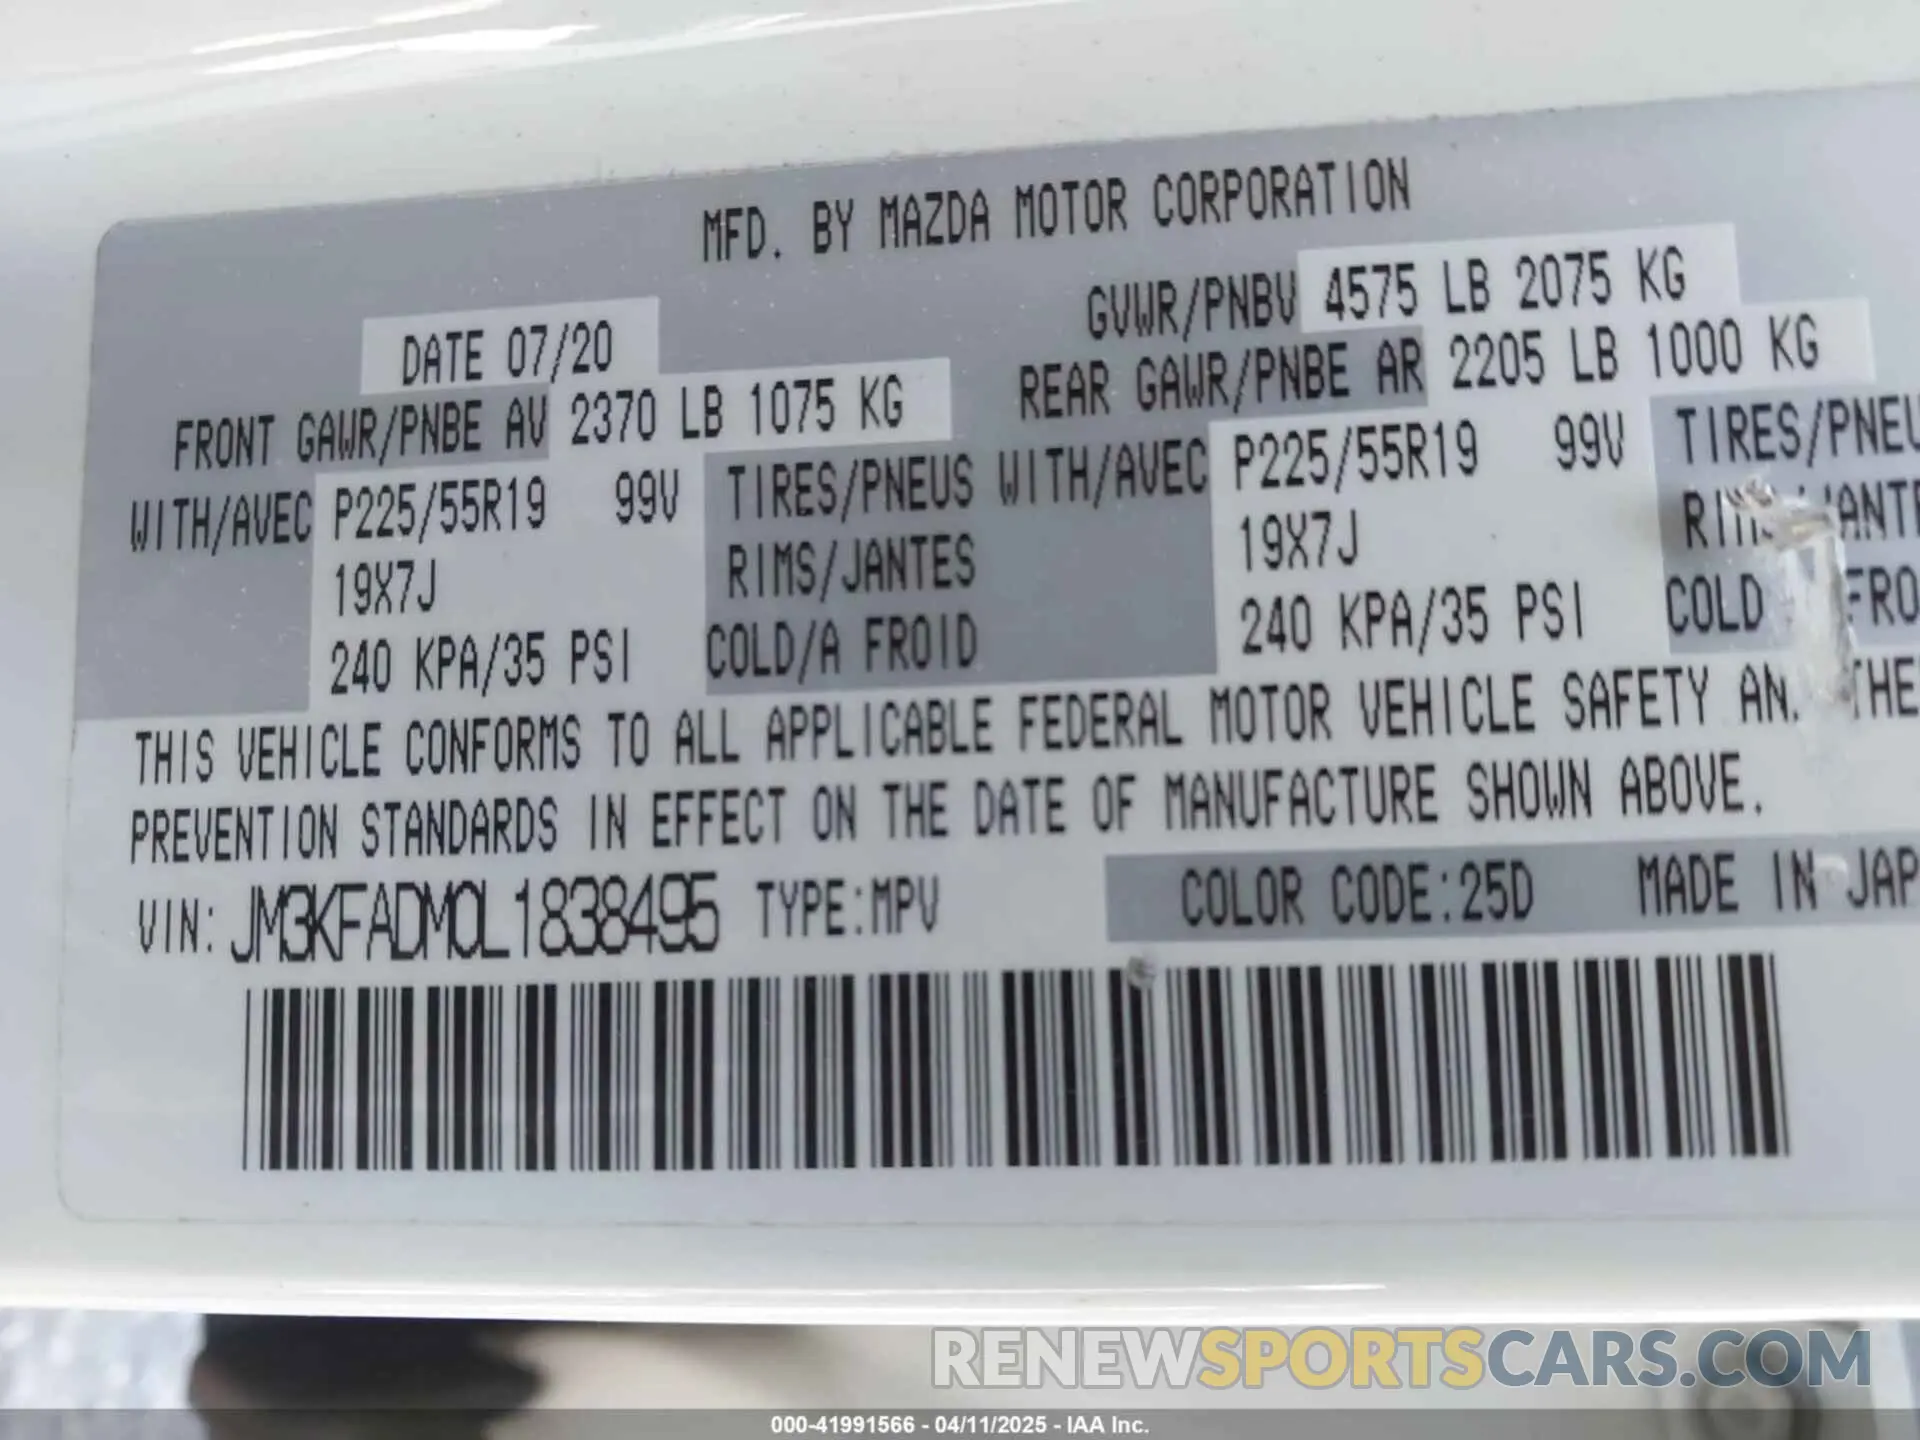 MFD. BY MAZDA MOTOR CORPORATION
DATE 07/20 GVWR/PNBV 4575 LB 2075 KG
FRONT GAWR/PNBE AV 2370 LB 1075 KG REAR GAWR/PNBE AR 2205 LB 1000 KG
WITH/AVEC P225/55R19 99V TIRES/PNEUS WITH/AVEC P225/55R19 99V TIRES/PNEU
19X7J RIMS/JANTES 19X7J
240 KPA/35 PSI COLD/A FROID 240 KPA/35 PSI COLD FRO
THIS VEHICLE CONFORMS TO ALL APPLICABLE FEDERAL MOTOR VEHICLE SAFETY AN THE
PREVENTION STANDARDS IN EFFECT ON THE DATE OF MANUFACTURE SHOWN ABOVE.
VIN: JM3KFADM0L1838495 TYPE:MPV COLOR CODE:25D MADE IN JAP
RENEWSPORTSCARS.COM
000-41991566 - 04/11/2025 - IAA Inc.